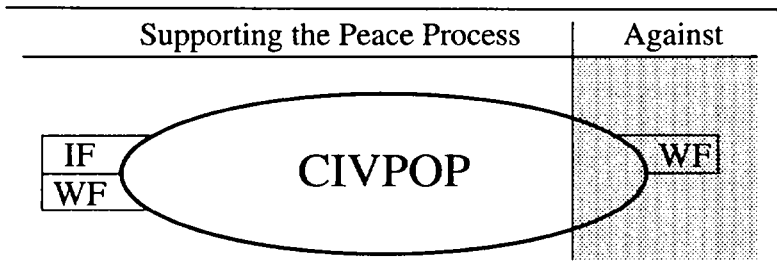 Supporting the Peace Process Against
IF
CIVPOP
WF
WF